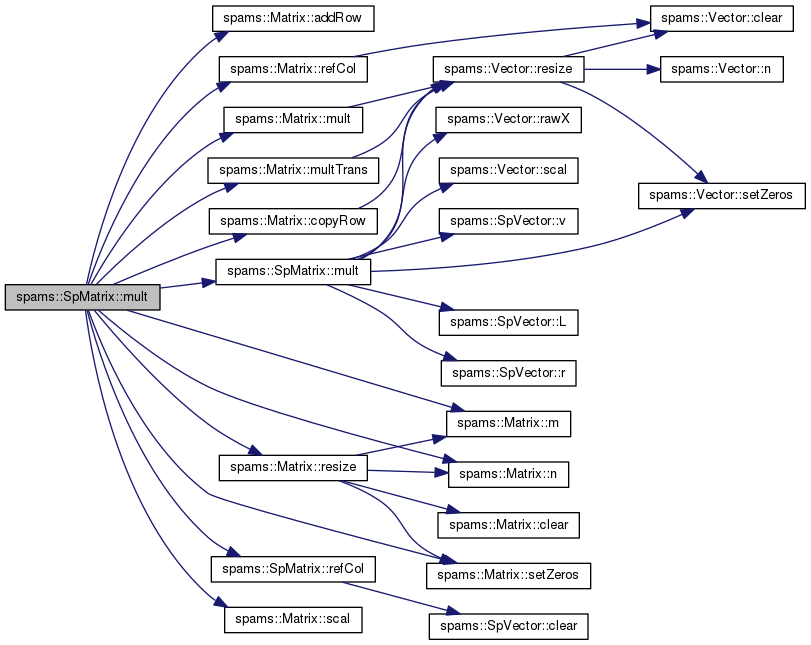 spams::Matrix::addRow
spams::Vector::clear
spams::Matrix::refCol
spams::Vector::resize
spams::Vector::n
spams::Matrix::mult
spams::Vector::rawX
spams::Matrix::multTrans
spams::Vector::scal
spams::Vector::setZeros
spams::Matrix::copyRow
spams::SpVector::v
spams::SpMatrix::mult
spams::SpMatrix::mult
spams::SpVector::L
spams::SpVector::r
spams::Matrix::m
spams::Matrix::resize
spams::Matrix::n
spams::Matrix::clear
spams::SpMatrix::refCol
spams::Matrix::setZeros
spams::Matrix::scal
spams::SpVector::clear